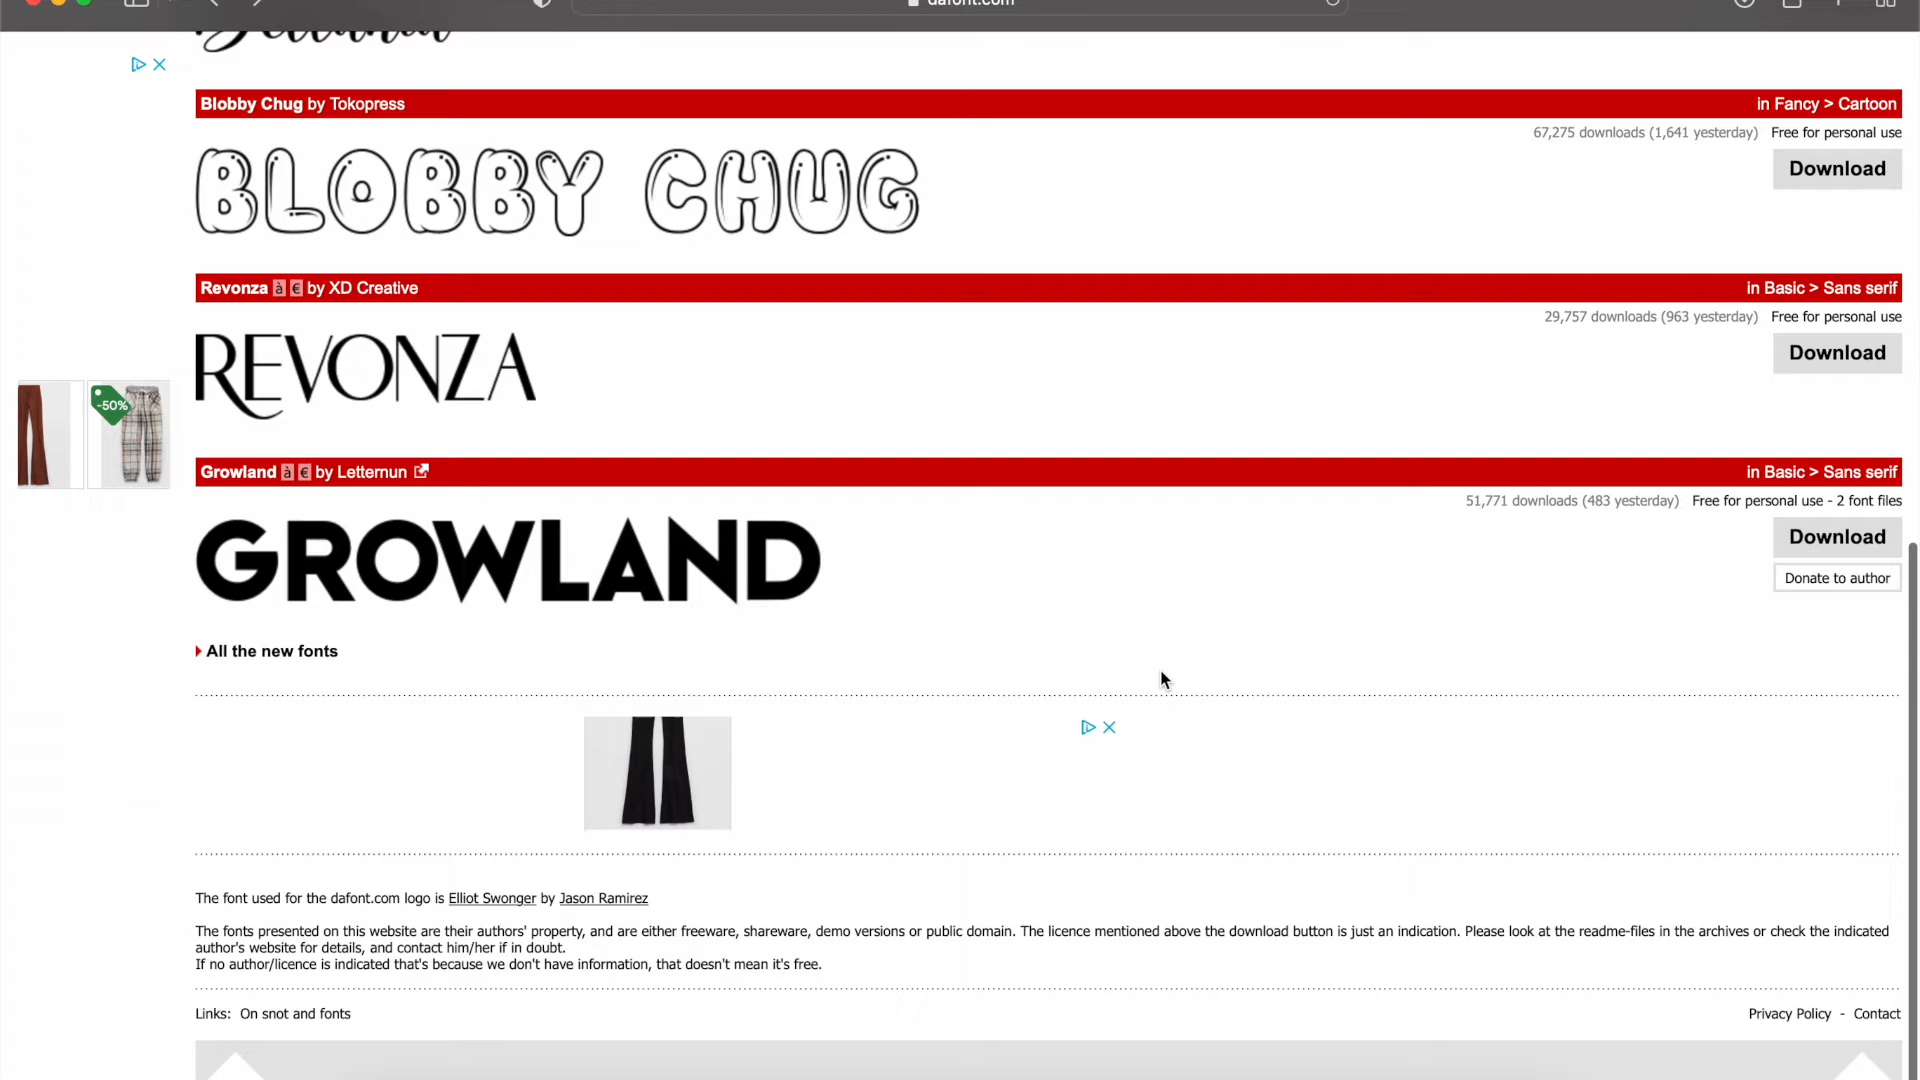 dafont.com
Blobby Chug by Tokopress in Fancy > Cartoon
67,275 downloads (1,641 yesterday) Free for personal use
Download
BLOBBY CHUG
Revonza à € by XD Creative in Basic > Sans serif
29,757 downloads (963 yesterday) Free for personal use
Download
REVONZA
-50%
Growland à € by Letternun in Basic > Sans serif
51,771 downloads (483 yesterday) Free for personal use - 2 font files
Download
GROWLAND
Donate to author
All the new fonts
The font used for the dafont.com logo is Elliot Swonger by Jason Ramirez
The fonts presented on this website are their authors' property, and are either freeware, shareware, demo versions or public domain. The licence mentioned above the download button is just an indication. Please look at the readme-files in the archives or check the indicated
author's website for details, and contact him/her if in doubt.
If no author/licence is indicated that's because we don't have information, that doesn't mean it's free.
Links: On snot and fonts Privacy Policy - Contact